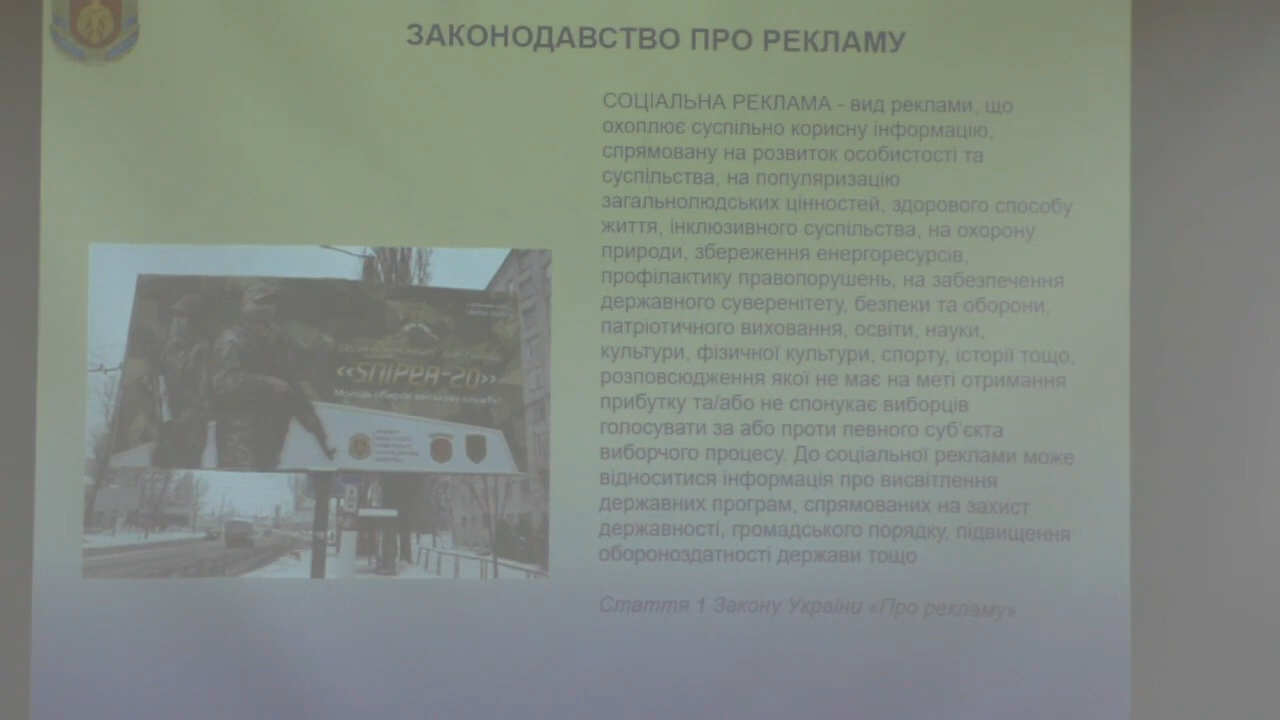 ЗАКОНОДАВСТВО ПРО РЕКЛАМУ
СОЦІАЛЬНА РЕКЛАМА - вид реклами, що
охоплює суспільно корисну інформацію,
спрямовану на розвиток особистості та
суспільства, на популяризацію
загальнолюдських цінностей, здорового способу
життя, інклюзивного суспільства, на охорону
природи, збереження енергоресурсів,
профілактику правопорушень, на забезпечення
державного суверенітету, безпеки та оборони,
патріотичного виховання, освіти, науки,
культури, фізичної культури, спорту, історії тощо,
розповсюдження якої не має на меті отримання
прибутку та/або не спонукає виборців
голосувати за або проти певного суб'єкта
виборчого процесу. До соціальної реклами може
відноситися інформація про висвітлення
державних програм, спрямованих на захист
державності, громадського порядку, підвищення
обороноздатності держави тощо
Стаття 1 Закону України «Про рекламу»
«SNIPER-20»
Молодь обирає військову службу!